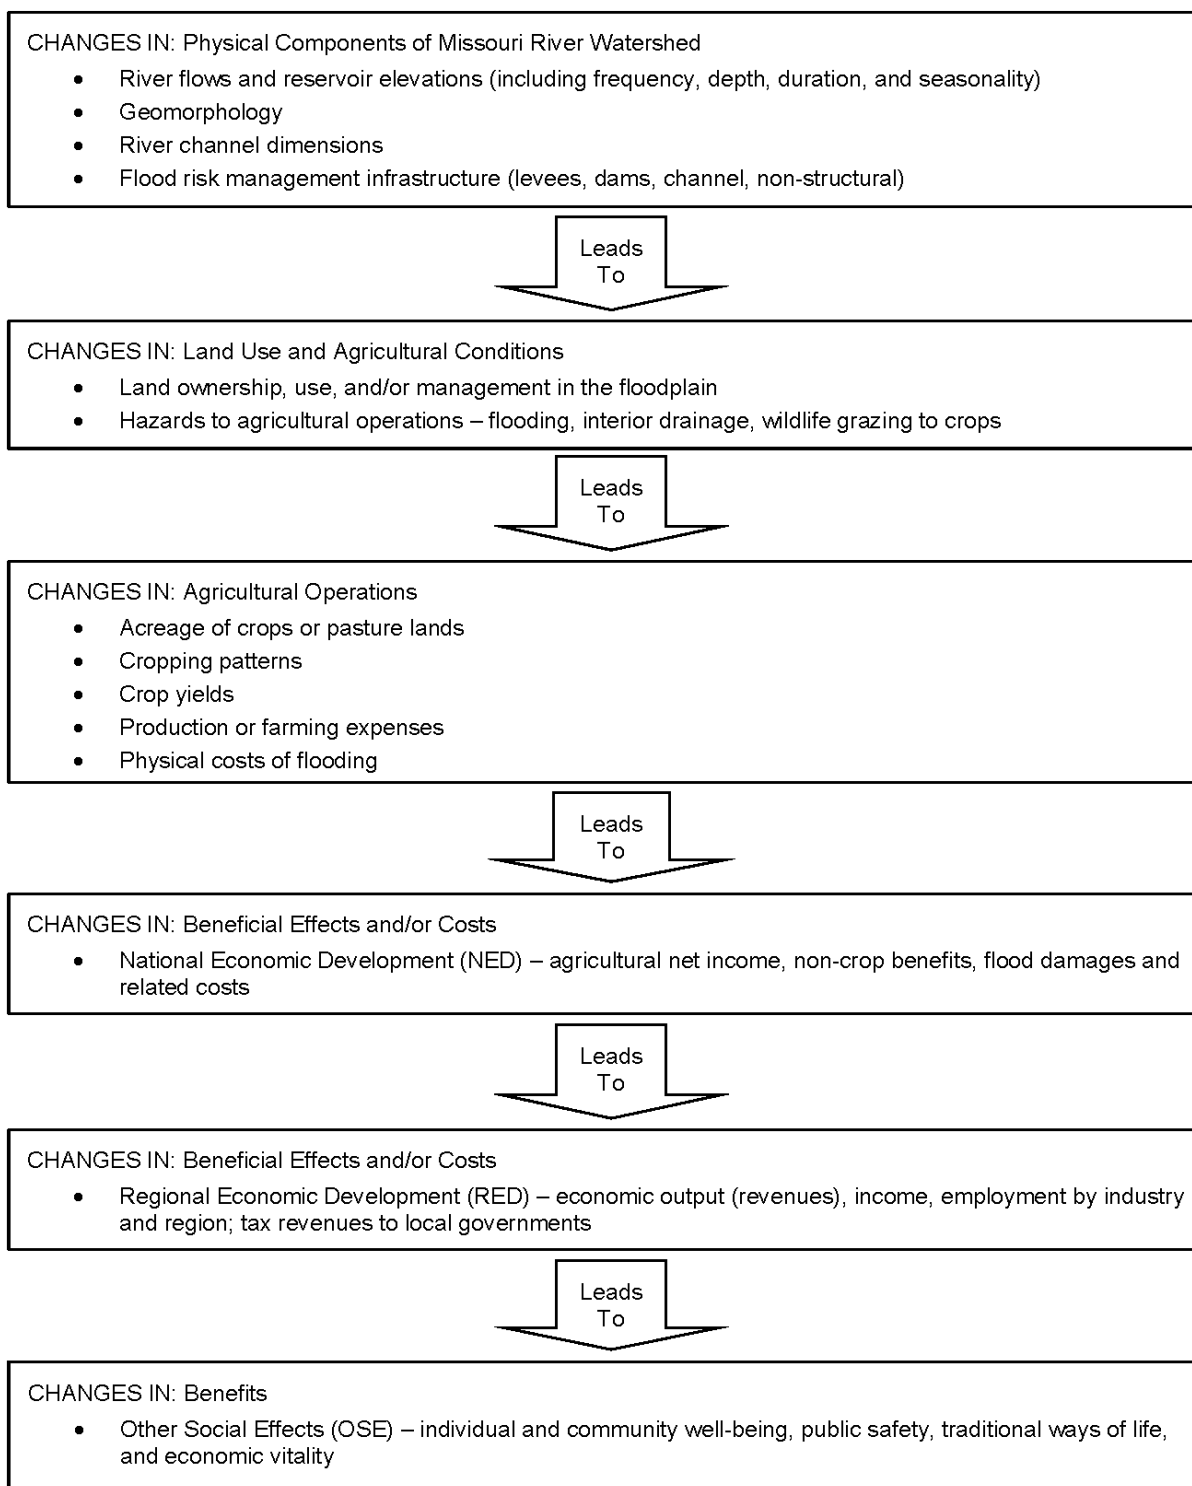 CHANGES IN: Physical Components of Missouri River Watershed
• River flows and reservoir elevations (including frequency, depth, duration, and seasonality)
• Geomorphology
• River channel dimensions
• Flood risk management infrastructure (levees, dams, channel, non-structural)
Leads
To
CHANGES IN: Land Use and Agricultural Conditions
• Land ownership, use, and/or management in the floodplain
• Hazards to agricultural operations – flooding, interior drainage, wildlife grazing to crops
Leads
To
CHANGES IN: Agricultural Operations
• Acreage of crops or pasture lands
• Cropping patterns
• Crop yields
• Production or farming expenses
• Physical costs of flooding
Leads
To
CHANGES IN: Beneficial Effects and/or Costs
• National Economic Development (NED) – agricultural net income, non-crop benefits, flood damages and
related costs
Leads
To
CHANGES IN: Beneficial Effects and/or Costs
• Regional Economic Development (RED) – economic output (revenues), income, employment by industry
and region; tax revenues to local governments
Leads
To
CHANGES IN: Benefits
• Other Social Effects (OSE) – individual and community well-being, public safety, traditional ways of life,
and economic vitality